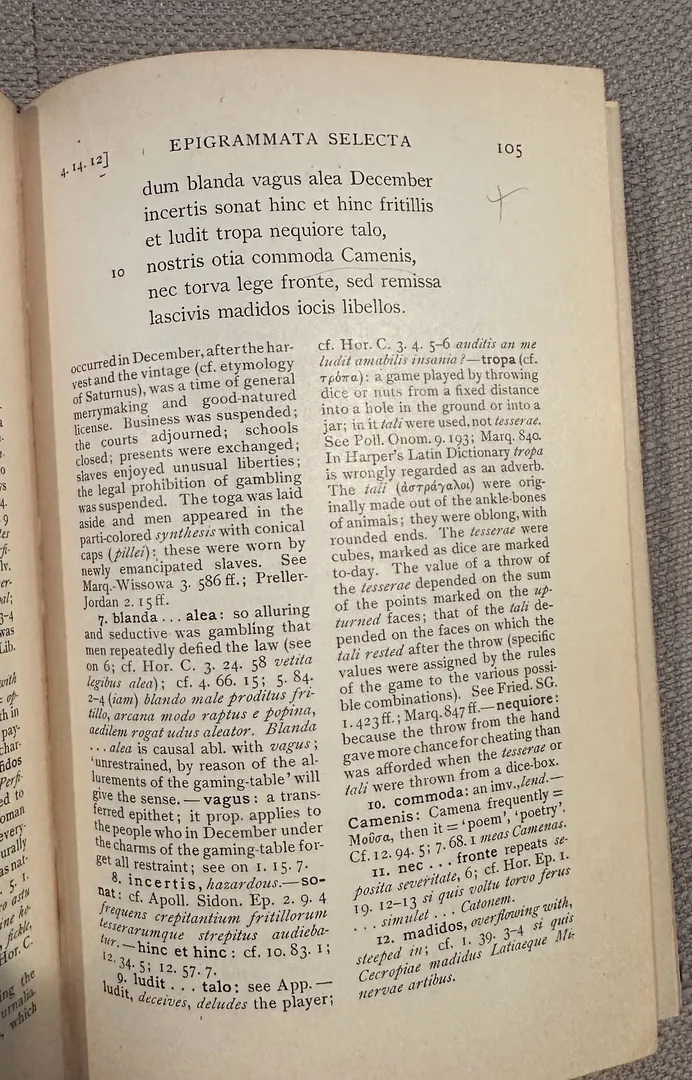 4. 14. 12]
EPIGRAMMATA SELECTA
105
dum blanda vagus alea December
incertis sonat hinc et hinc fritillis
et ludit tropa nequiore talo,
10 nostris otia commoda Camenis,
nec torva lege fronte, sed remissa
lascivis madidos iocis libellos.
occurred in December, after the har-
vest and the vintage (cf. etymology
of Saturnus), was a time of general
merrymaking and good-natured
license. Business was suspended;
the courts adjourned; schools
closed; presents were exchanged;
slaves enjoyed unusual liberties;
the legal prohibition of gambling
was suspended. The toga was laid
aside and men appeared in the
parti-colored synthesis with conical
caps (pillei): these were worn by
newly emancipated slaves. See
Marq.-Wissowa 3. 586 ff.; Preller-
Jordan 2. 15 ff.
7. blanda . . . alea: so alluring
and seductive was gambling that
men repeatedly defied the law (see
on 6; cf. Hor. C. 3. 24. 58 vetita
legibus alea); cf. 4. 66. 15; 5. 84.
2-4 (iam) blando male proditus fri-
tillo, arcana modo raptus e popina,
aedilem rogat udus aleator. Blanda
. . . alea is causal abl. with vagus;
'unrestrained, by reason of the al-
lurements of the gaming-table' will
give the sense. — vagus: a trans-
ferred epithet; it prop. applies to
the people who in December under
the charms of the gaming-table for-
get all restraint; see on 1. 15. 7.
8. incertis, hazardous. — so-
nat: cf. Apoll. Sidon. Ep. 2. 9. 4
frequens crepitantium fritillorum
tesserarumque strepitus audieba-
tur. — hinc et hinc: cf. 10. 83. 1;
12. 34. 5; 12. 57. 7.
9. ludit . . . talo: see App. —
ludit, deceives, deludes the player;
cf. Hor. C. 3. 4. 5-6 auditis an me
ludit amabilis insania? — tropa (cf.
τρόπα): a game played by throwing
dice or nuts from a fixed distance
into a hole in the ground or into a
jar; in it tali were used, not tesserae.
See Poll. Onom. 9. 193; Marq. 840.
In Harper's Latin Dictionary tropa
is wrongly regarded as an adverb.
The tali (ἀστράγαλοι) were orig-
inally made out of the ankle-bones
of animals; they were oblong, with
rounded ends. The tesserae were
cubes, marked as dice are marked
to-day. The value of a throw of
the tesserae depended on the sum
of the points marked on the up-
turned faces; that of the tali de-
pended on the faces on which the
tali rested after the throw (specific
values were assigned by the rules
of the game to the various possi-
ble combinations). See Fried. SG.
1. 423 ff.; Marq. 847 ff. — nequiore:
because the throw from the hand
gave more chance for cheating than
was afforded when the tesserae or
tali were thrown from a dice-box.
10. commoda: an imv., lend. —
Camenis: Camena frequently =
Μοῦσα, then it = 'poem', 'poetry'.
Cf. 12. 94. 5; 7. 68. 1 meas Camenas.
11. nec . . . fronte repeats se-
posita severitate, 6; cf. Hor. Ep. 1.
19. 12-13 si quis voltu torvo ferus
. . . simulet . . . Catonem.
12. madidos, overflowing with,
steeped in; cf. 1. 39. 3-4 si quis
Cecropiae madidus Latiaeque Mi-
nervae artibus.